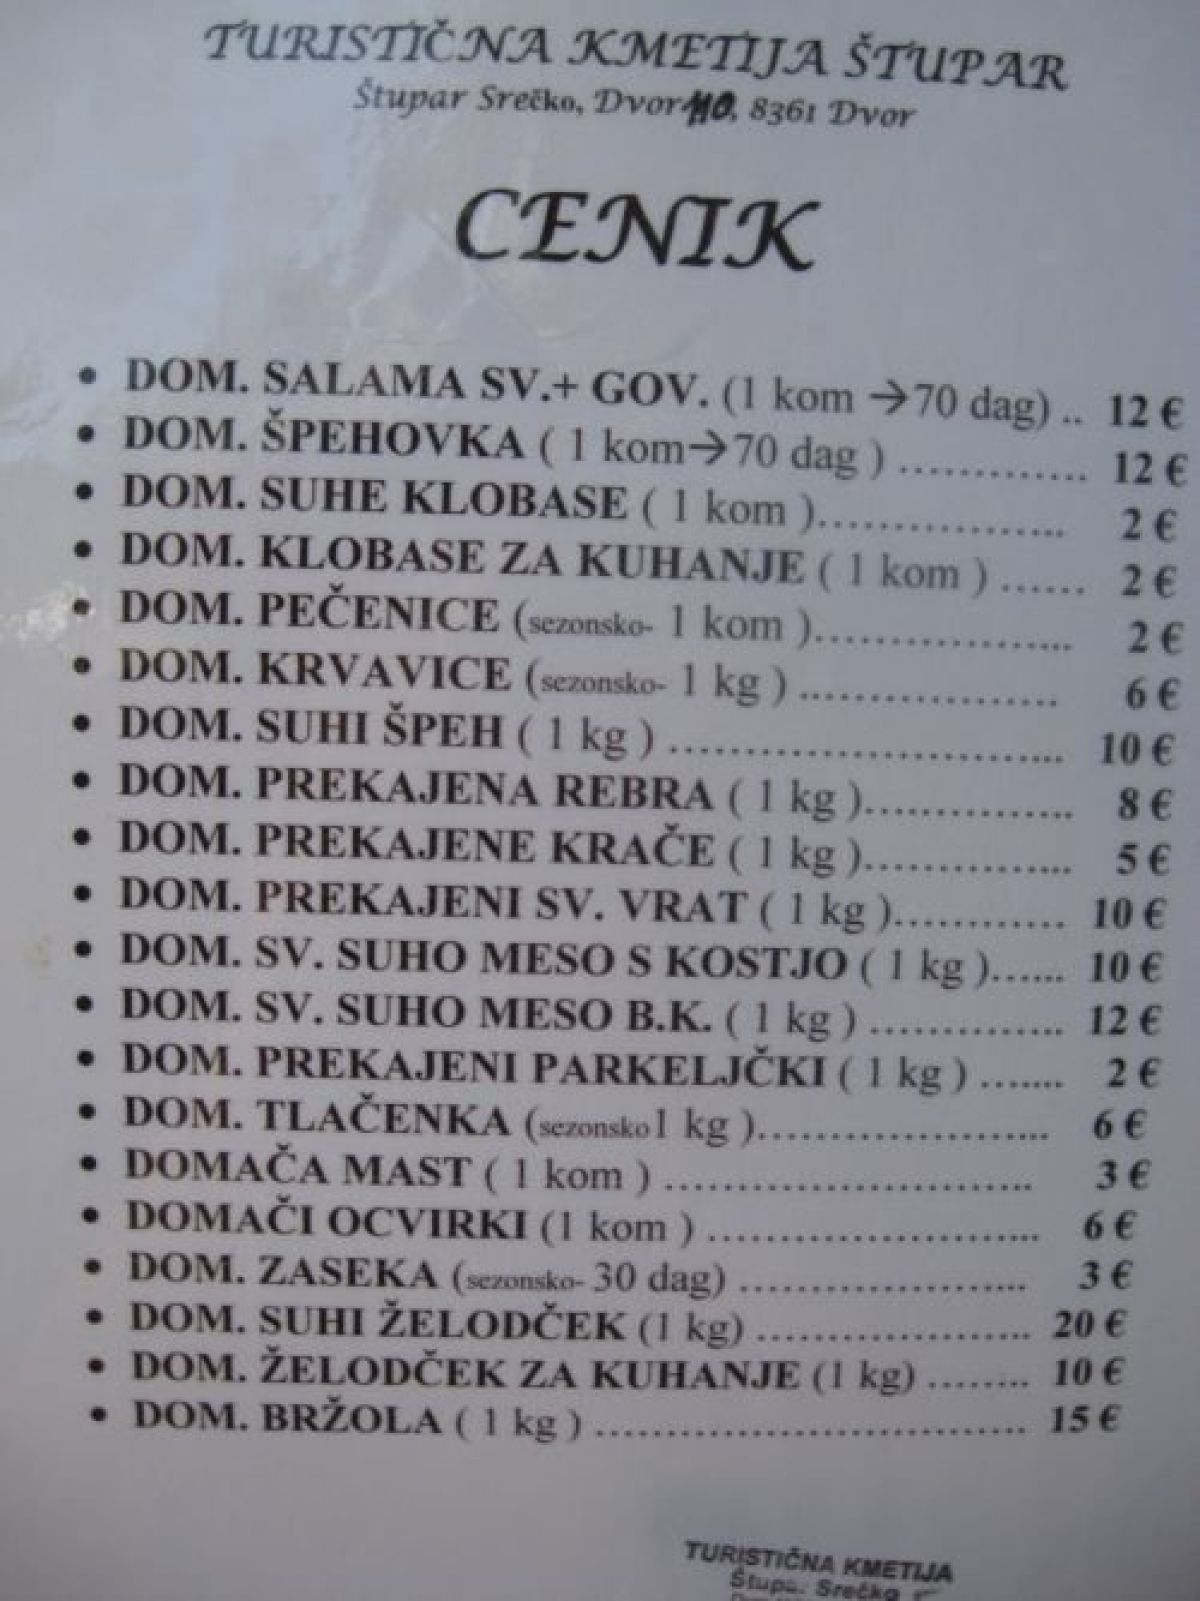 TURISTIČNA KMETIJA ŠTUPAR
Štupar Srečko, Dvor 110, 8361 Dvor
CENIK
• DOM. SALAMA SV.+ GOV. (1 kom →70 dag) .. 12 €
• DOM. ŠPEHOVKA ( 1 kom→70 dag ) ............... 12 €
• DOM. SUHE KLOBASE ( 1 kom )..................... 2 €
• DOM. KLOBASE ZA KUHANJE ( 1 kom ) ...... 2 €
• DOM. PEČENICE (sezonsko- 1 kom )..................... 2 €
• DOM. KRVAVICE (sezonsko- 1 kg ) ..................... 6 €
• DOM. SUHI ŠPEH ( 1 kg ) ................................ 10 €
• DOM. PREKAJENA REBRA ( 1 kg )................. 8 €
• DOM. PREKAJENE KRAČE ( 1 kg )................. 5 €
• DOM. PREKAJENI SV. VRAT ( 1 kg ).............. 10 €
• DOM. SV. SUHO MESO S KOSTJO ( 1 kg )...... 10 €
• DOM. SV. SUHO MESO B.K. ( 1 kg ) ............... 12 €
• DOM. PREKAJENI PARKELJČKI ( 1 kg ) ....... 2 €
• DOM. TLAČENKA (sezonsko1 kg )........................ 6 €
• DOMAČA MAST ( 1 kom ) .............................. 3 €
• DOMAČI OCVIRKI (1 kom ) ........................... 6 €
• DOM. ZASEKA (sezonsko- 30 dag) ........................ 3 €
• DOM. SUHI ŽELODČEK (1 kg) ....................... 20 €
• DOM. ŽELODČEK ZA KUHANJE (1 kg) ........ 10 €
• DOM. BRŽOLA ( 1 kg ) .................................... 15 €
TURISTIČNA KMETIJA
Štupar Srečko